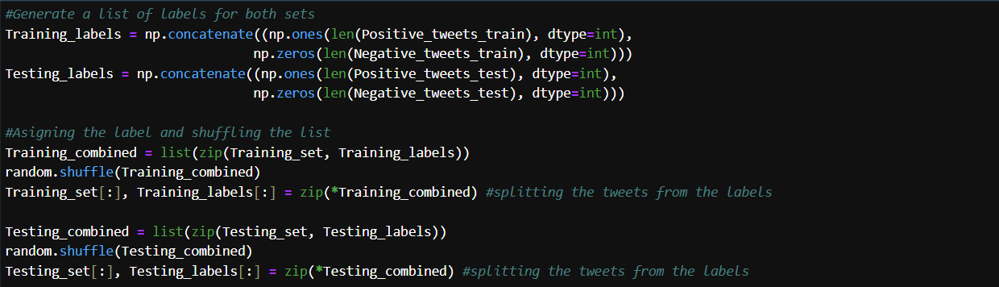 #Generate a list of labels for both sets
Training_labels = np.concatenate((np.ones(len(Positive_tweets_train), dtype=int),
np.zeros(len(Negative_tweets_train), dtype=int)))
Testing_labels = np.concatenate((np.ones(len(Positive_tweets_test), dtype=int),
np.zeros(len(Negative_tweets_test), dtype=int)))
#Asigning the label and shuffling the list
Training_combined = list(zip(Training_set, Training_labels))
random.shuffle(Training_combined)
Training_set[:], Training_labels[:] = zip(*Training_combined) #splitting the tweets from the labels
Testing_combined = list(zip(Testing_set, Testing_labels))
random.shuffle(Testing_combined)
Testing_set[:], Testing_labels[:] = zip(*Testing_combined) #splitting the tweets from the labels